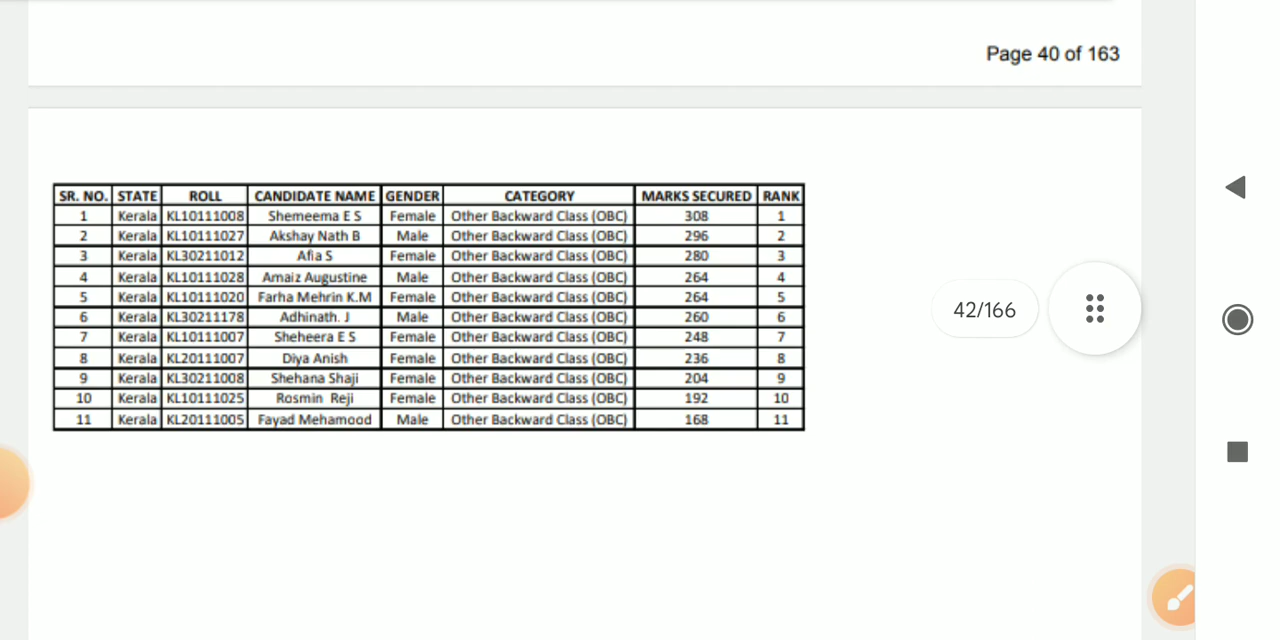 Page 40 of 163
SR. NO. STATE ROLL CANDIDATE NAME GENDER CATEGORY MARKS SECURED RANK
1 Kerala KL10111008 Shemeema E S Female Other Backward Class (OBC) 308 1
2 Kerala KL10111027 Akshay Nath B Male Other Backward Class (OBC) 296 2
3 Kerala KL30211012 Afia S Female Other Backward Class (OBC) 280 3
4 Kerala KL10111028 Amaiz Augustine Male Other Backward Class (OBC) 264 4
5 Kerala KL10111020 Farha Mehrin K.M Female Other Backward Class (OBC) 264 5
6 Kerala KL30211178 Adhinath. J Male Other Backward Class (OBC) 260 6
7 Kerala KL10111007 Sheheera E S Female Other Backward Class (OBC) 248 7
8 Kerala KL20111007 Diya Anish Female Other Backward Class (OBC) 236 8
9 Kerala KL30211008 Shehana Shaji Female Other Backward Class (OBC) 204 9
10 Kerala KL10111025 Rosmin Reji Female Other Backward Class (OBC) 192 10
11 Kerala KL20111005 Fayad Mehamood Male Other Backward Class (OBC) 168 11
42/166